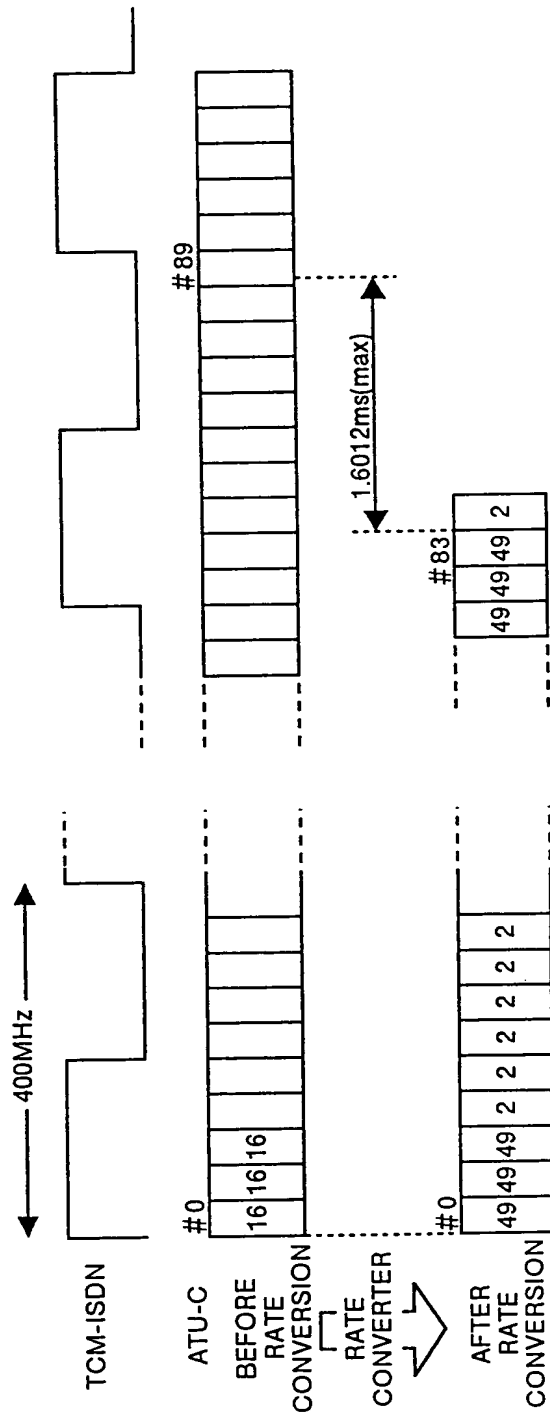 400MHz
TCM-ISDN
ATU-C
#0
#89
BEFORE
RATE
CONVERSION
16 16 16
RATE
CONVERTER
1.6012ms(max)
AFTER
RATE
CONVERSION
#0
#83
49 49 49 2 2 2 2 2 2
49 49 49 2